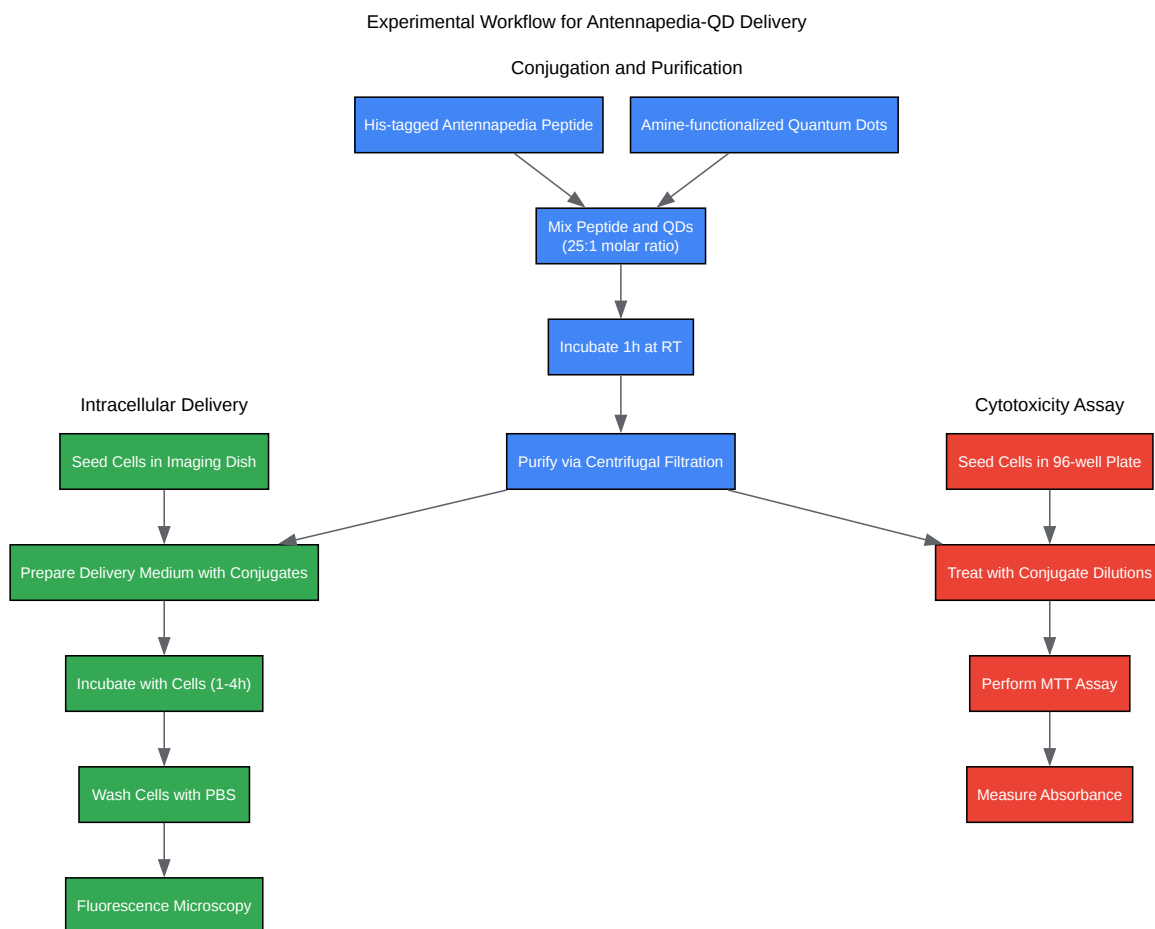 Experimental Workflow for Antennapedia-QD Delivery
Conjugation and Purification
His-tagged Antennapedia Peptide
Amine-functionalized Quantum Dots
Mix Peptide and QDs
(25:1 molar ratio)
Incubate 1h at RT
Purify via Centrifugal Filtration
Intracellular Delivery
Seed Cells in Imaging Dish
Prepare Delivery Medium with Conjugates
Incubate with Cells (1-4h)
Wash Cells with PBS
Fluorescence Microscopy
Cytotoxicity Assay
Seed Cells in 96-well Plate
Treat with Conjugate Dilutions
Perform MTT Assay
Measure Absorbance